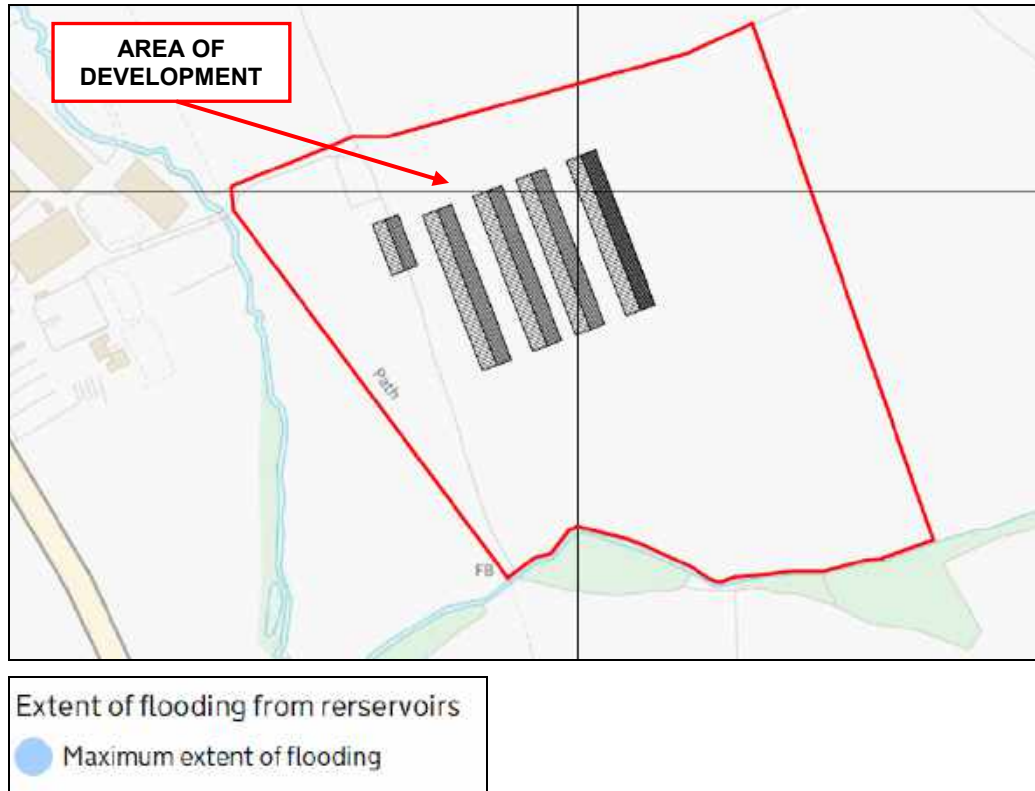 AREA OF
DEVELOPMENT
Path
FB
Extent of flooding from rerservoirs
Maximum extent of flooding